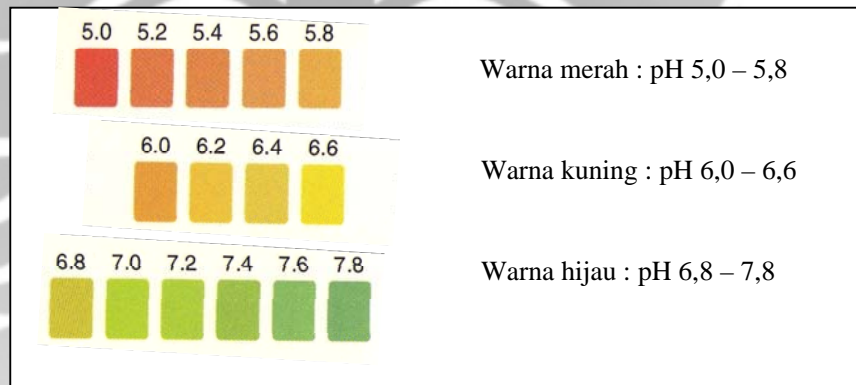 5.0 5.2 5.4 5.6 5.8
Warna merah : pH 5,0 – 5,8
6.0 6.2 6.4 6.6
Warna kuning : pH 6,0 – 6,6
6.8 7.0 7.2 7.4 7.6 7.8
Warna hijau : pH 6,8 – 7,8